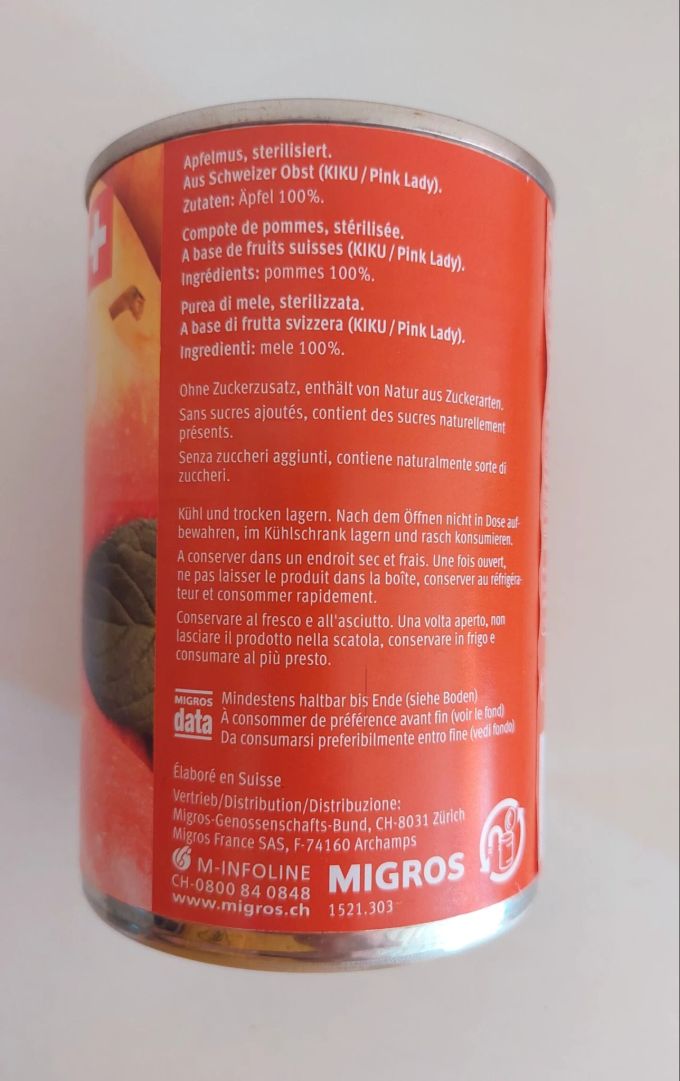 Apfelmus, sterilisiert.
Aus Schweizer Obst (KIKU / Pink Lady).
Zutaten: Äpfel 100%.
Compote de pommes, stérilisée.
A base de fruits suisses (KIKU / Pink Lady).
Ingrédients: pommes 100%.
Purea di mele, sterilizzata.
A base di frutta svizzera (KIKU / Pink Lady).
Ingredienti: mele 100%.
Ohne Zuckerzusatz, enthält von Natur aus Zuckerarten.
Sans sucres ajoutés, contient des sucres naturellement
présents.
Senza zuccheri aggiunti, contiene naturalmente sorte di
zuccheri.
Kühl und trocken lagern. Nach dem Öffnen nicht in Dose auf-
bewahren, im Kühlschrank lagern und rasch konsumieren.
A conserver dans un endroit sec et frais. Une fois ouvert,
ne pas laisser le produit dans la boîte, conserver au réfrigéra-
teur et consommer rapidement.
Conservare al fresco e all'asciutto. Una volta aperto, non
lasciare il prodotto nella scatola, conservare in frigo e
consumare al più presto.
MIGROS data
Mindestens haltbar bis Ende (siehe Boden)
À consommer de préférence avant fin (voir le fond)
Da consumarsi preferibilmente entro fine (vedi fondo)
Élaboré en Suisse
Vertrieb/Distribution/Distribuzione:
Migros-Genossenschafts-Bund, CH-8031 Zürich
Migros France SAS, F-74160 Archamps
M-INFOLINE
CH-0800 84 0848
www.migros.ch
MIGROS
1521.303